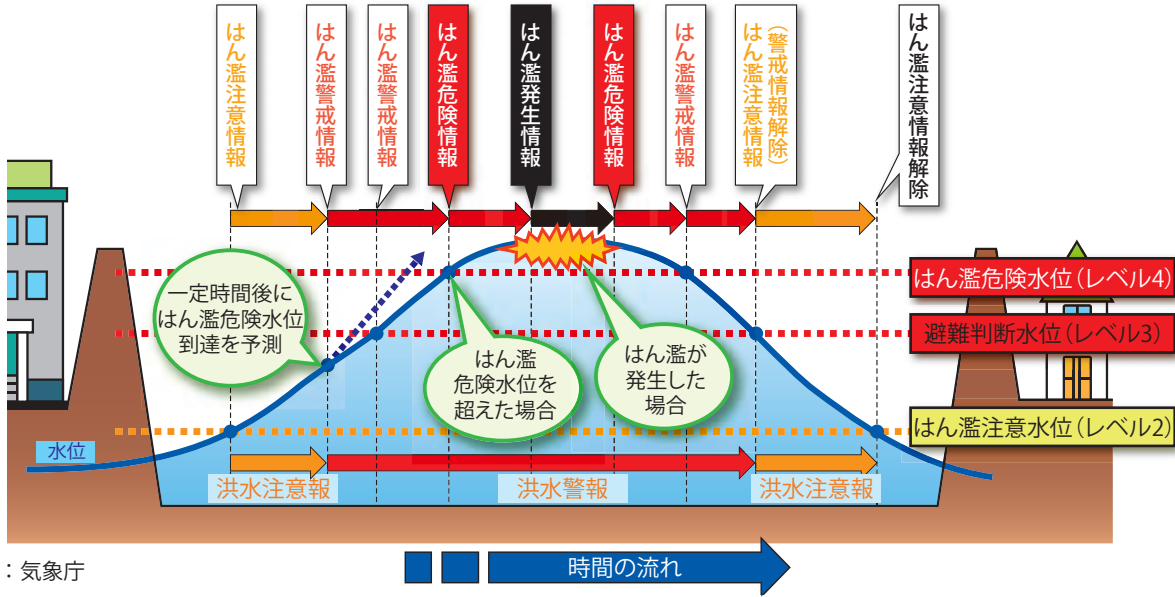 はん濫注意情報
はん濫警戒情報
はん濫警戒情報
はん濫危険情報
はん濫発生情報
はん濫危険情報
はん濫警戒情報
はん濫注意情報
（警戒情報解除）
はん濫注意情報解除
一定時間後に
はん濫危険水位
到達を予測
はん濫
危険水位を
超えた場合
はん濫が
発生した
場合
はん濫危険水位(レベル4)
避難判断水位(レベル3)
はん濫注意水位(レベル2)
水位
洪水注意報
洪水警報
洪水注意報
時間の流れ
：気象庁